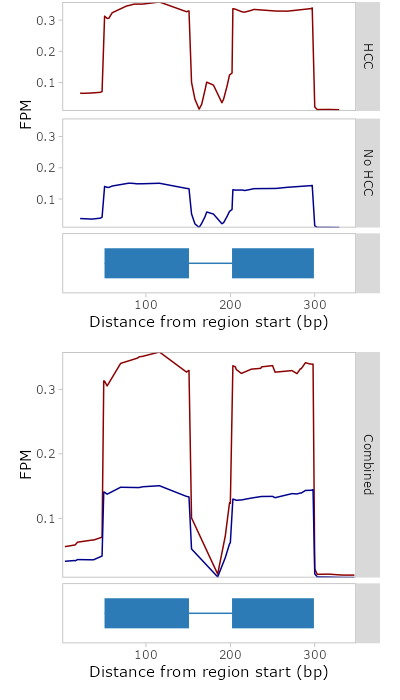 0.3
0.2
0.1
HCC
FPM
0.3
0.2
0.1
No HCC
100 200 300
Distance from region start (bp)
0.3
0.2
0.1
FPM
Combined
100 200 300
Distance from region start (bp)